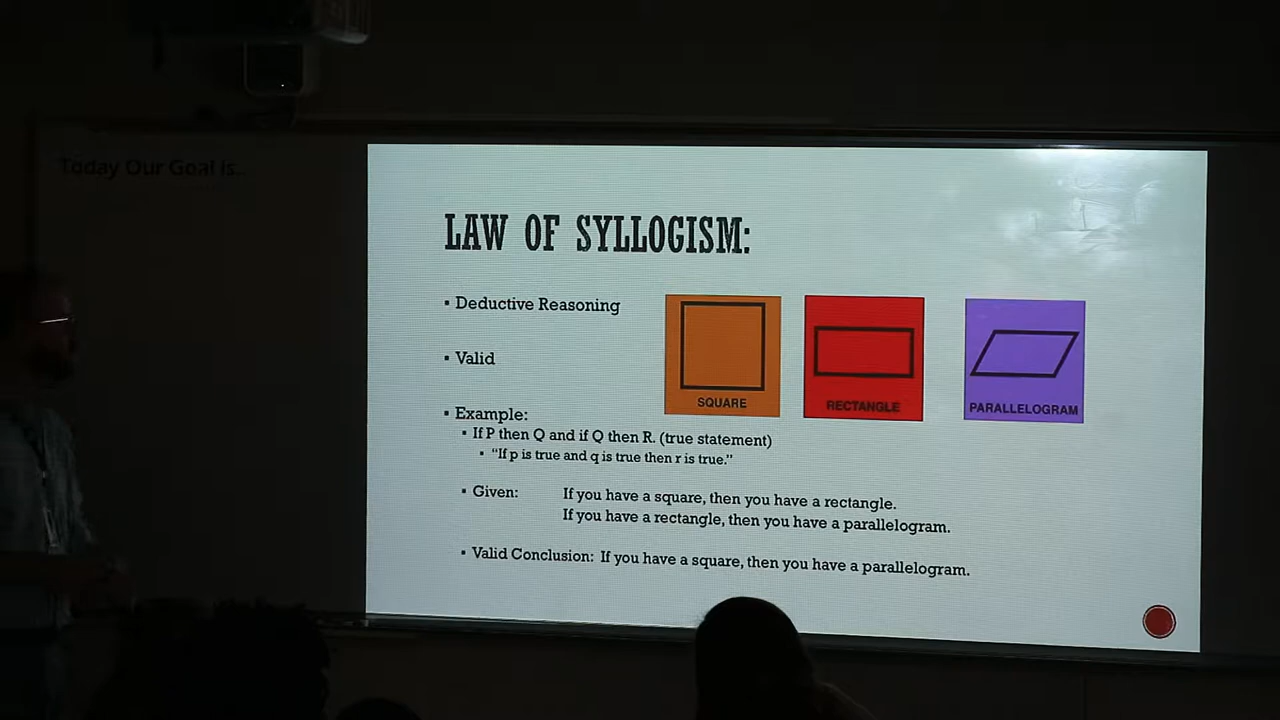 Today Our Goal is..
LAW OF SYLLOGISM:
▪ Deductive Reasoning
▪ Valid
SQUARE
RECTANGLE
PARALLELOGRAM
▪ Example:
▪ If P then Q and if Q then R. (true statement)
▪ “If p is true and q is true then r is true.”
▪ Given: If you have a square, then you have a rectangle.
If you have a rectangle, then you have a parallelogram.
▪ Valid Conclusion: If you have a square, then you have a parallelogram.